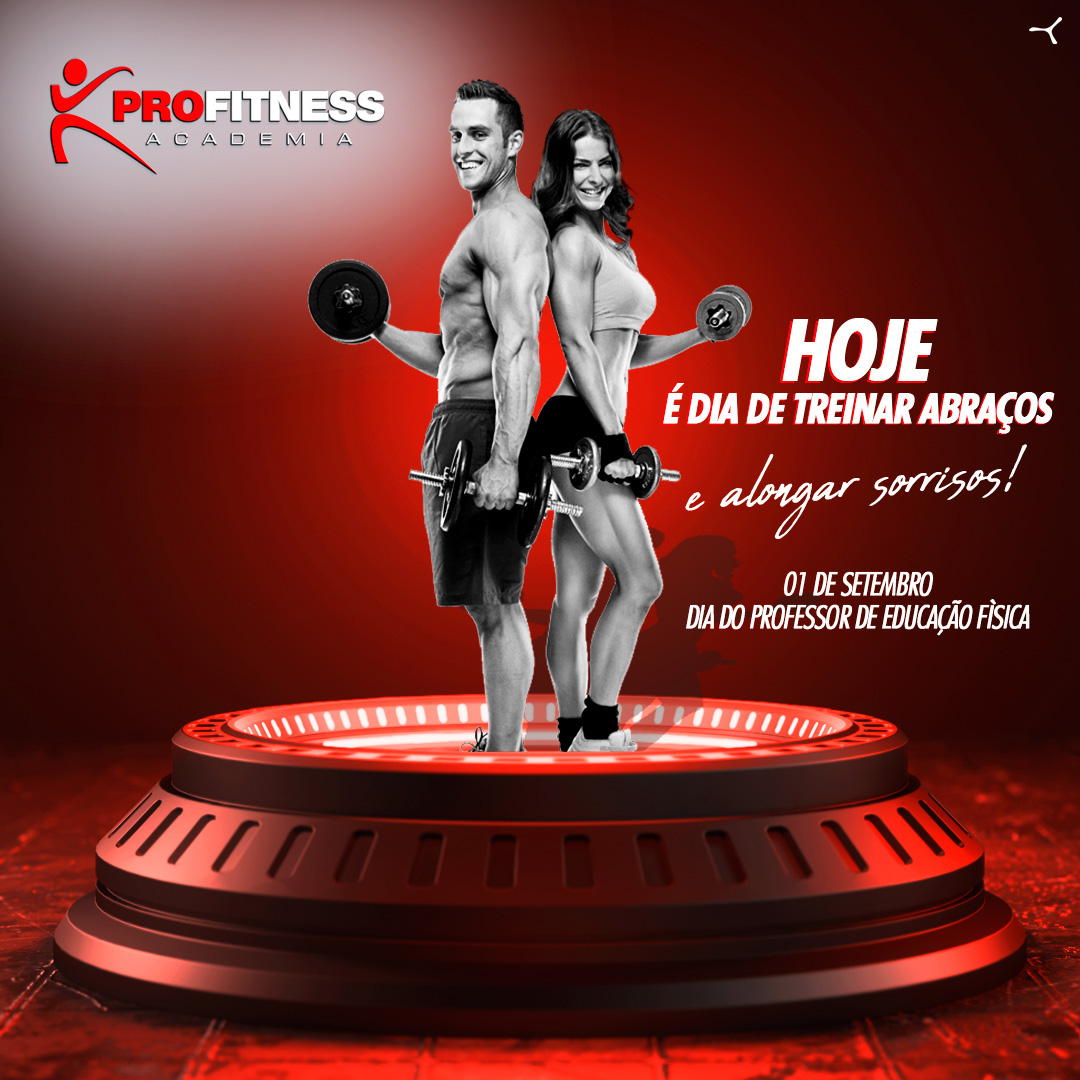 PROFITNESS
ACADEMIA
HOJE
É DIA DE TREINAR ABRAÇOS
e alongar sorrisos!
01 DE SETEMBRO
DIA DO PROFESSOR DE EDUCAÇÃO FÌSICA